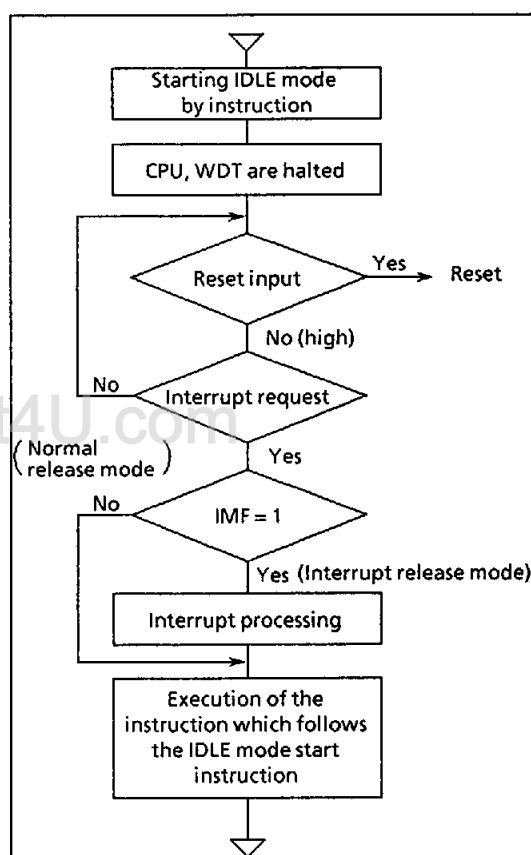 Starting IDLE mode
by instruction
CPU, WDT are halted
Reset input
Yes
Reset
No (high)
No
Interrupt request
t4U.com
(Normal
release mode)
Yes
No
IMF = 1
Yes (Interrupt release mode)
Interrupt processing
Execution of the
instruction which follows
the IDLE mode start
instruction